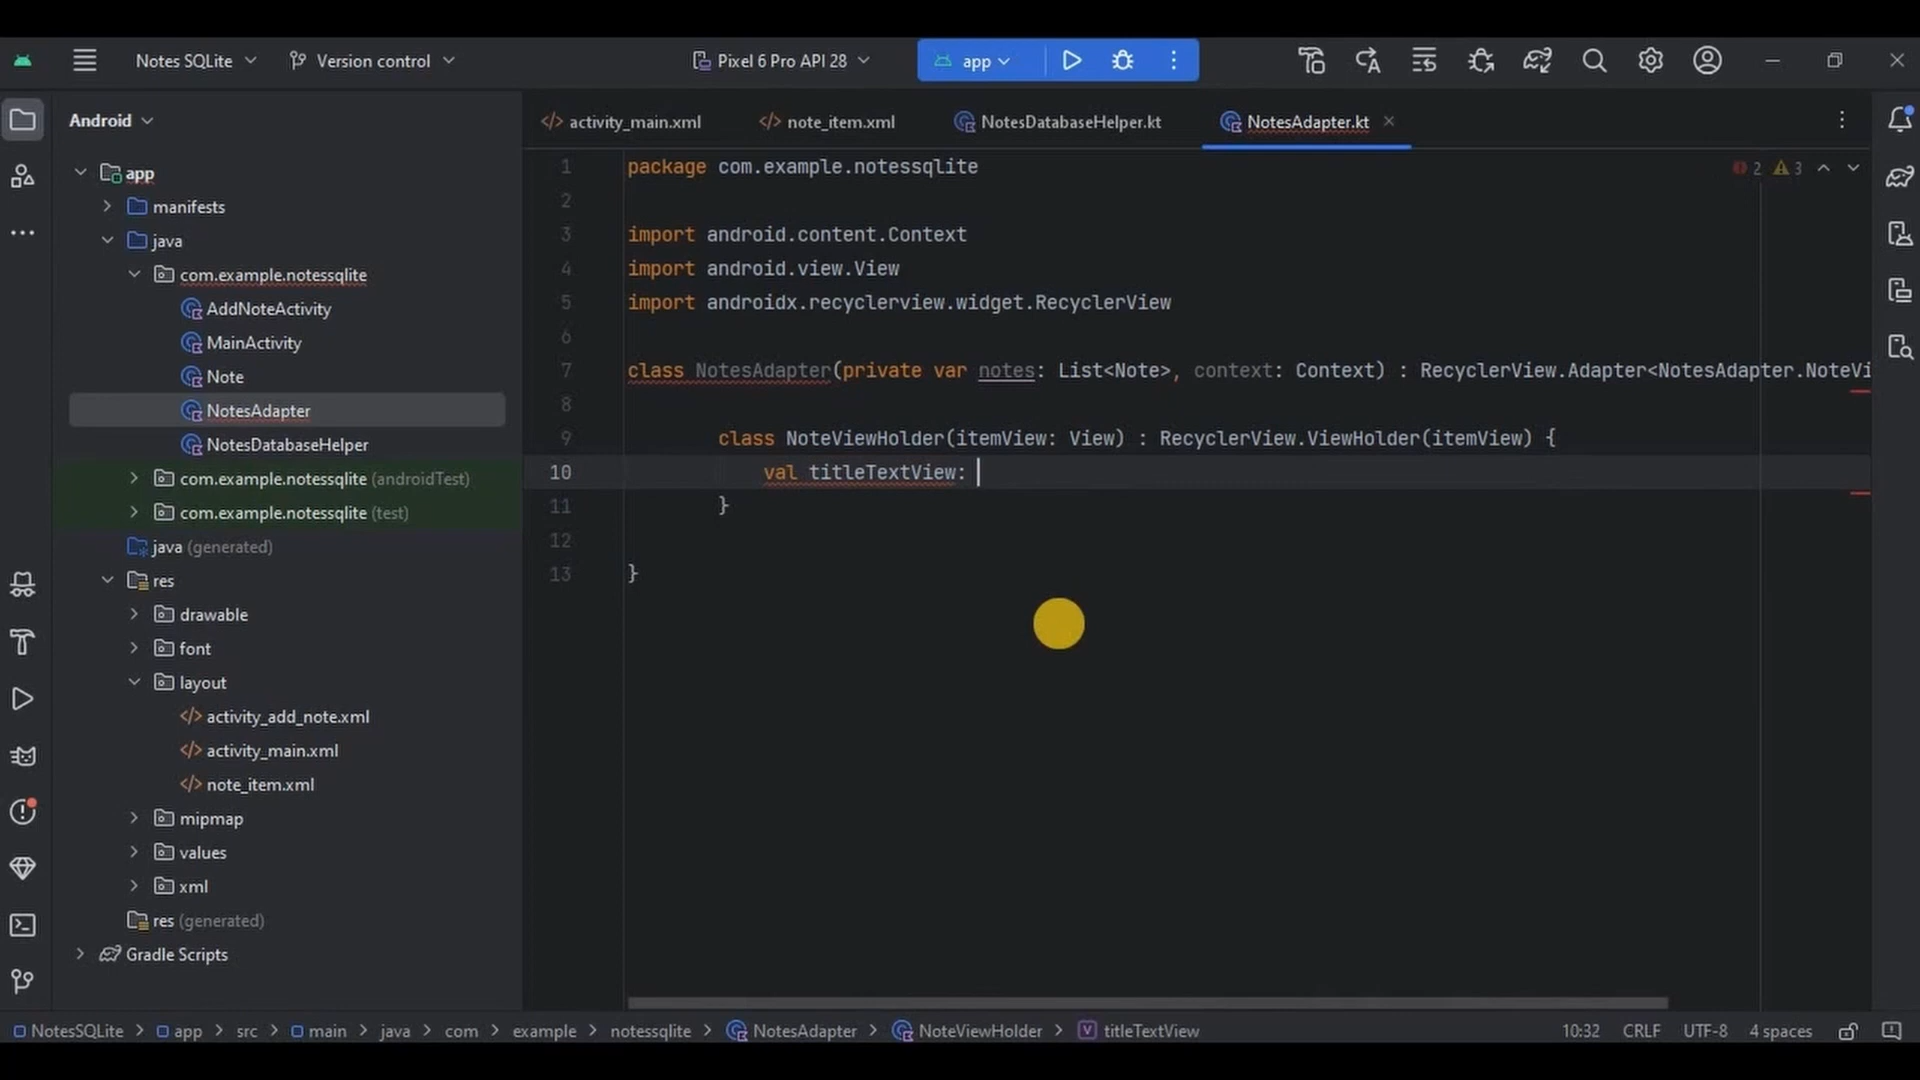 Notes SQLite
Version control
Pixel 6 Pro API 28
app
Android
activity_main.xml
note_item.xml
NotesDatabaseHelper.kt
NotesAdapter.kt
app
manifests
java
com.example.notessqlite
AddNoteActivity
MainActivity
Note
NotesAdapter
NotesDatabaseHelper
com.example.notessqlite (androidTest)
com.example.notessqlite (test)
java (generated)
res
drawable
font
layout
activity_add_note.xml
activity_main.xml
note_item.xml
mipmap
values
xml
res (generated)
Gradle Scripts
2 3
1 package com.example.notessqlite
2
3 import android.content.Context
4 import android.view.View
5 import androidx.recyclerview.widget.RecyclerView
6
7 class NotesAdapter(private var notes: List<Note>, context: Context) : RecyclerView.Adapter<NotesAdapter.NoteVi
8
9 class NoteViewHolder(itemView: View) : RecyclerView.ViewHolder(itemView) {
10 val titleTextView:
11 }
12
13 }
NotesSQLite > app > src > main > java > com > example > notessqlite > NotesAdapter > NoteViewHolder > titleTextView
10:32 CRLF UTF-8 4 spaces